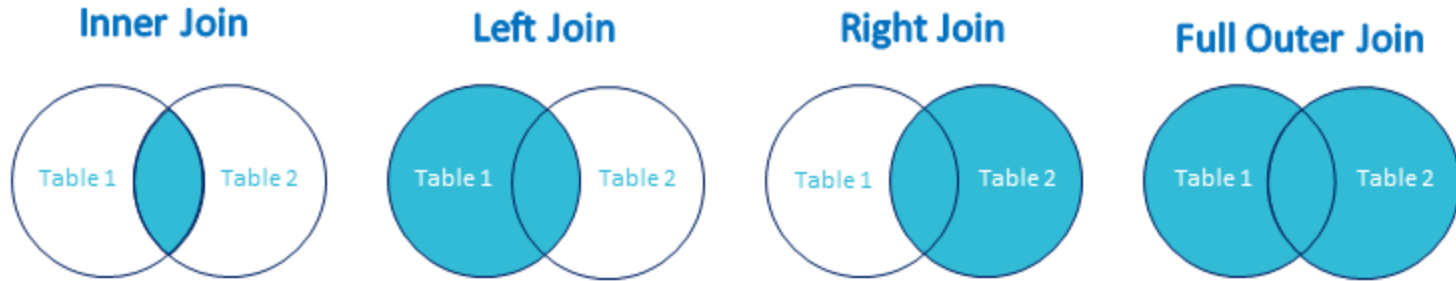 Inner Join
Left Join
Right Join
Full Outer Join
Table 1
Table 2
Table 1
Table 2
Table 1
Table 2
Table 1
Table 2